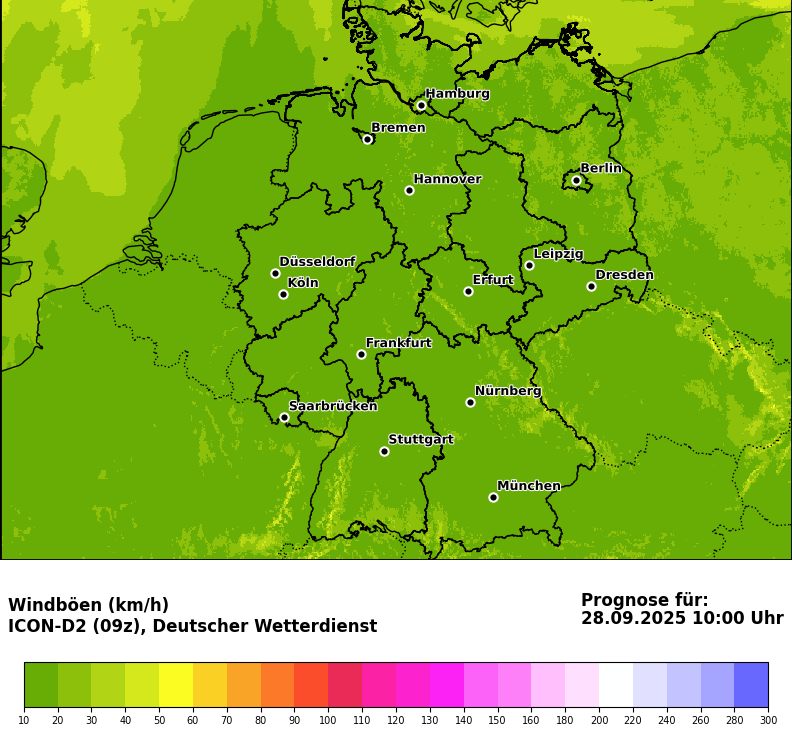 Hamburg
Bremen
Berlin
Hannover
Leipzig
Düsseldorf
Dresden
Köln
Erfurt
Frankfurt
Nürnberg
Saarbrücken
Stuttgart
München
Windböen (km/h)
ICON-D2 (09z), Deutscher Wetterdienst
Prognose für:
28.09.2025 10:00 Uhr
10 20 30 40 50 60 70 80 90 100 110 120 130 140 150 160 180 200 220 240 260 280 300